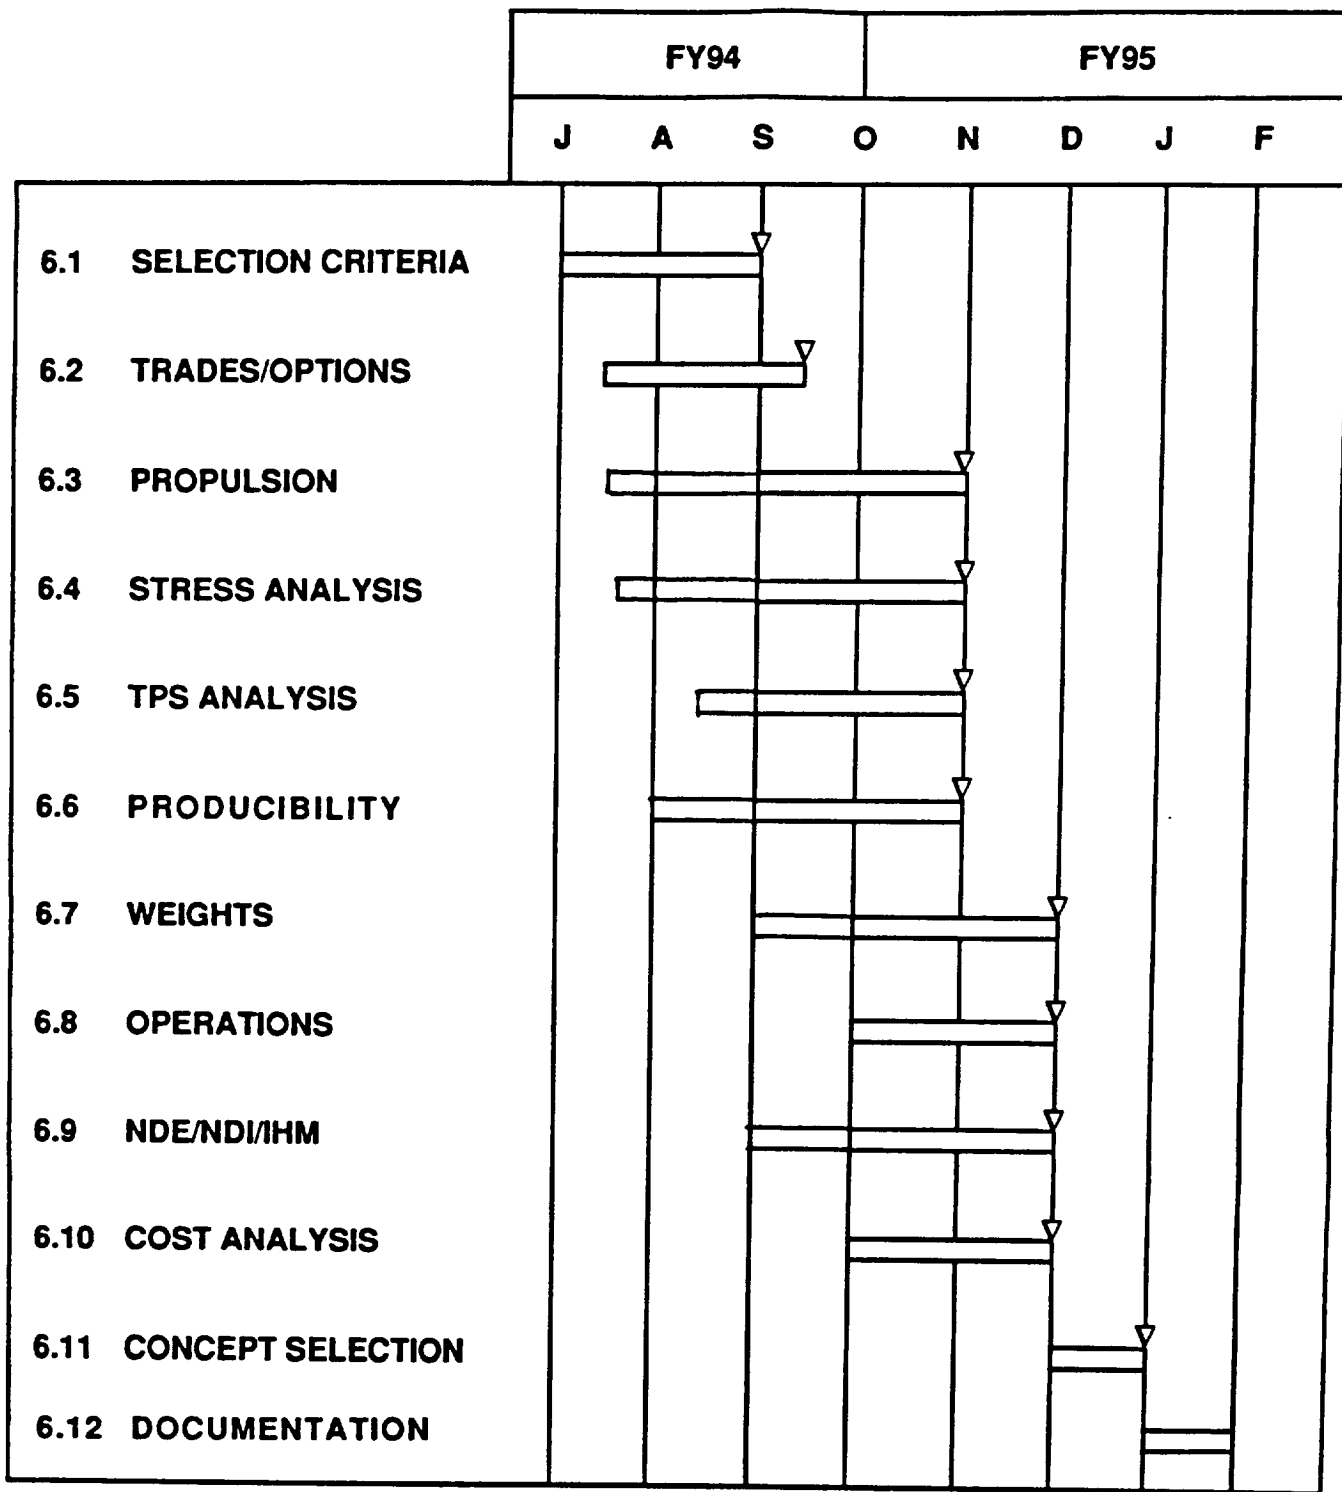 FY94 FY95
J A S O N D J F
6.1 SELECTION CRITERIA
6.2 TRADES/OPTIONS
6.3 PROPULSION
6.4 STRESS ANALYSIS
6.5 TPS ANALYSIS
6.6 PRODUCIBILITY
6.7 WEIGHTS
6.8 OPERATIONS
6.9 NDE/NDI/IHM
6.10 COST ANALYSIS
6.11 CONCEPT SELECTION
6.12 DOCUMENTATION